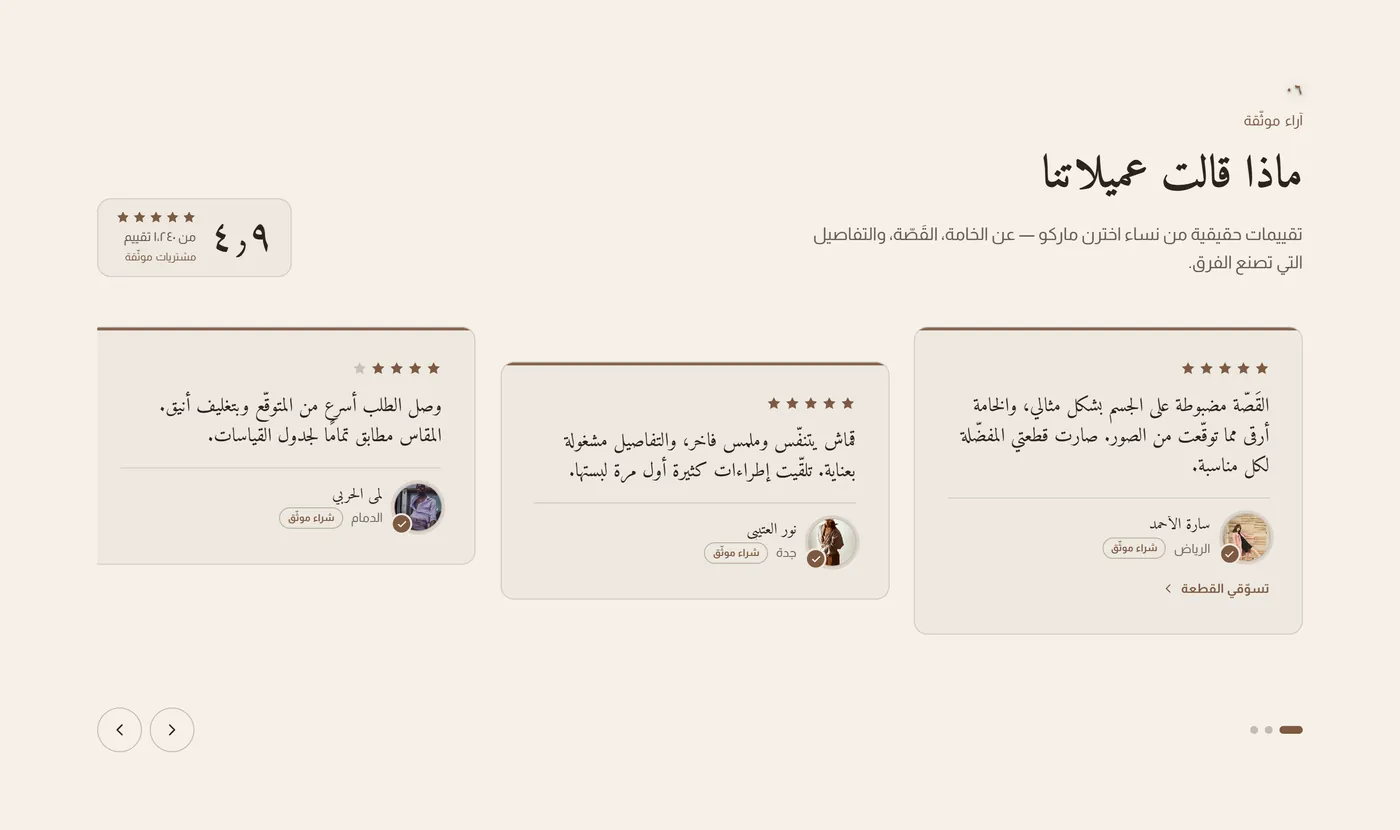 ٠٦
آراء موثّقة
ماذا قالت عميلاتنا
تقييمات حقيقية من نساء اخترن ماركو — عن الخامة، القَصّة، والتفاصيل
التي تصنع الفرق.
٤٫٩
من ١٬٢٤٠ تقييم
مشتريات موثّقة
القَصّة مضبوطة على الجسم بشكل مثالي، والخامة
أرقى مما توقّعت من الصور. صارت قطعتي المفضّلة
لكل مناسبة.
سارة الأحمد
الرياض شراء موثّق
تسوّقي القطعة
قماش يتنفّس وملمس فاخر، والتفاصيل مشغولة
بعناية. تلقّيت إطراءات كثيرة أول مرة لبستها.
نور العتيبي
جدة شراء موثّق
وصل الطلب أسرع من المتوقّع وبتغليف أنيق.
المقاس مطابق تمامًا لجدول القياسات.
لمى الحربي
الدمام شراء موثّق